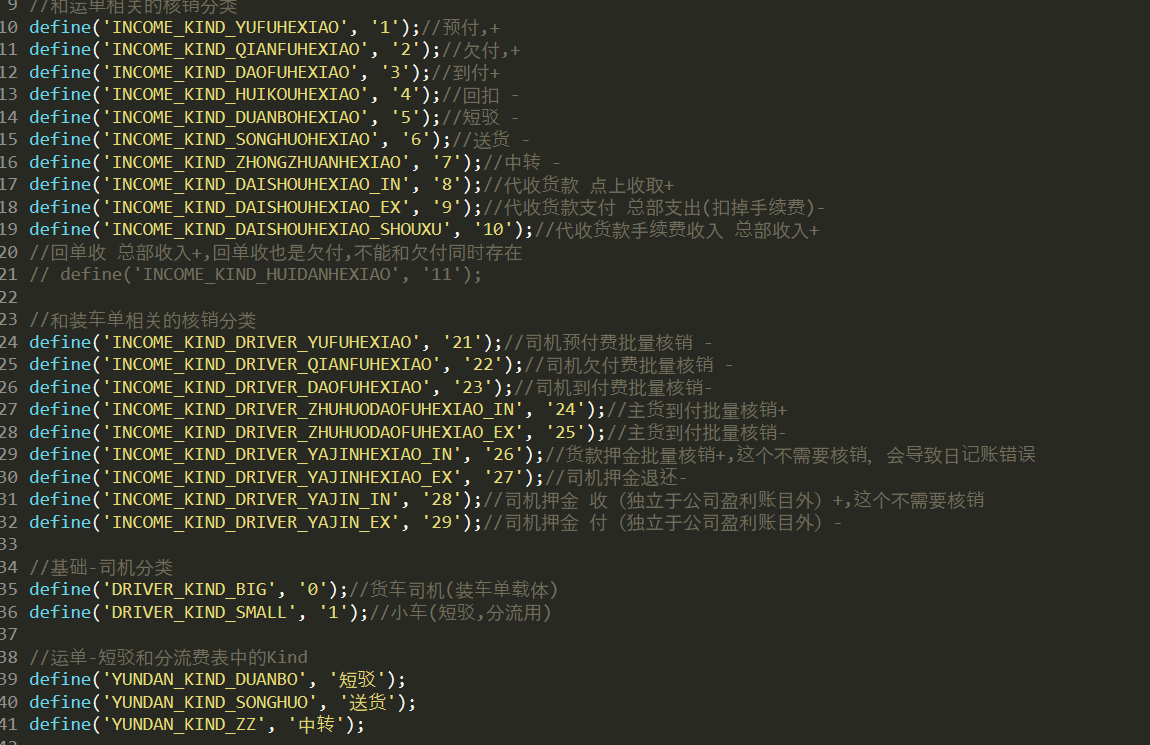 9 //和运单相关的核销分类
10 define('INCOME_KIND_YUFUHEXIAO', '1');//预付,+
11 define('INCOME_KIND_QIANFUHEXIAO', '2');//欠付,+
12 define('INCOME_KIND_DAOFUHEXIAO', '3');//到付+
13 define('INCOME_KIND_HUIKOUHEXIAO', '4');//回扣 -
14 define('INCOME_KIND_DUANBOHEXIAO', '5');//短驳 -
15 define('INCOME_KIND_SONGHUOHEXIAO', '6');//送货 -
16 define('INCOME_KIND_ZHONGZHUANHEXIAO', '7');//中转 -
17 define('INCOME_KIND_DAISHOUHEXIAO_IN', '8');//代收货款 点上收取+
18 define('INCOME_KIND_DAISHOUHEXIAO_EX', '9');//代收货款支付 总部支出(扣掉手续费)-
19 define('INCOME_KIND_DAISHOUHEXIAO_SHOUXU', '10');//代收货款手续费收入 总部收入+
20 //回单收 总部收入+,回单收也是欠付,不能和欠付同时存在
21 // define('INCOME_KIND_HUIDANHEXIAO', '11');
22
23 //和装车单相关的核销分类
24 define('INCOME_KIND_DRIVER_YUFUHEXIAO', '21');//司机预付费批量核销 -
25 define('INCOME_KIND_DRIVER_QIANFUHEXIAO', '22');//司机欠付费批量核销 -
26 define('INCOME_KIND_DRIVER_DAOFUHEXIAO', '23');//司机到付费批量核销-
27 define('INCOME_KIND_DRIVER_ZHUHUODAOFUHEXIAO_IN', '24');//主货到付批量核销+
28 define('INCOME_KIND_DRIVER_ZHUHUODAOFUHEXIAO_EX', '25');//主货到付批量核销-
29 define('INCOME_KIND_DRIVER_YAJINHEXIAO_IN', '26');//货款押金批量核销+,这个不需要核销, 会导致日记账错误
30 define('INCOME_KIND_DRIVER_YAJINHEXIAO_EX', '27');//司机押金退还-
31 define('INCOME_KIND_DRIVER_YAJIN_IN', '28');//司机押金 收（独立于公司盈利账目外）+,这个不需要核销
32 define('INCOME_KIND_DRIVER_YAJIN_EX', '29');//司机押金 付（独立于公司盈利账目外）-
33
34 //基础-司机分类
35 define('DRIVER_KIND_BIG', '0');//货车司机(装车单载体)
36 define('DRIVER_KIND_SMALL', '1');//小车(短驳,分流用)
37
38 //运单-短驳和分流费表中的Kind
39 define('YUNDAN_KIND_DUANBO', '短驳');
40 define('YUNDAN_KIND_SONGHUO', '送货');
41 define('YUNDAN_KIND_ZZ', '中转');